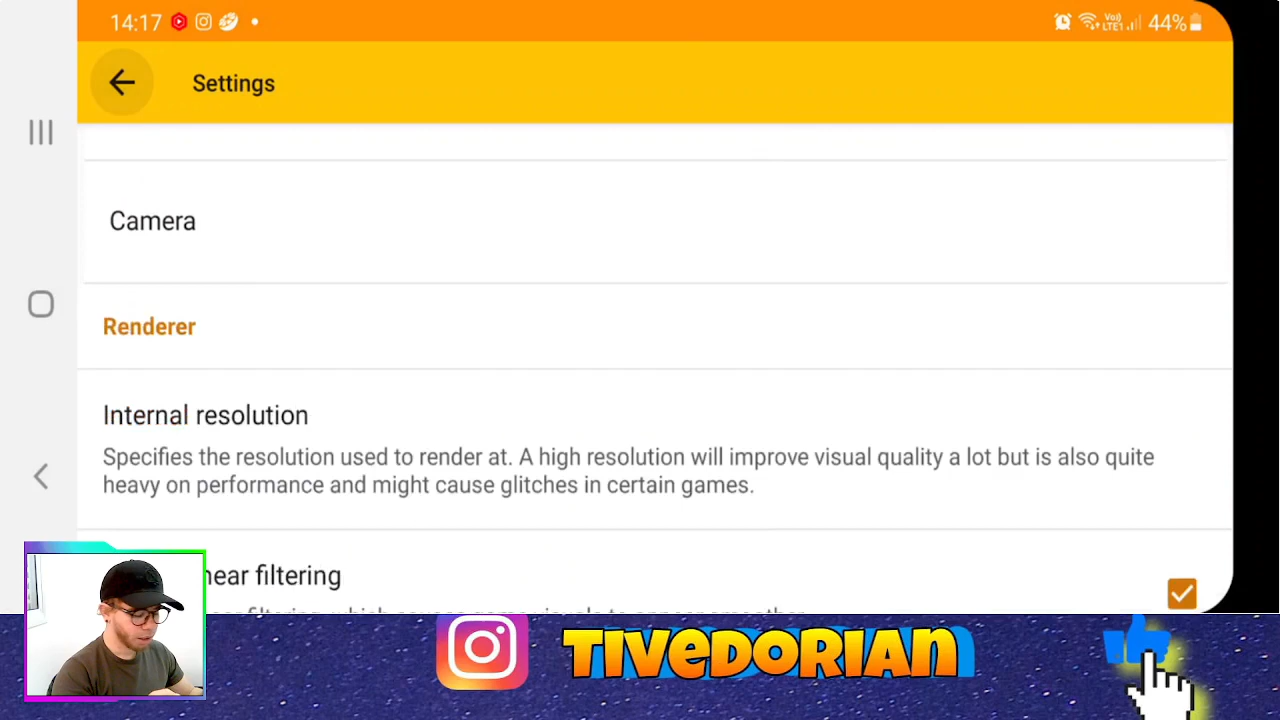 14:17
Vo)) LTE1 44%
Settings
Camera
Renderer
Internal resolution
Specifies the resolution used to render at. A high resolution will improve visual quality a lot but is also quite
heavy on performance and might cause glitches in certain games.
near filtering
TIVEDORIAN